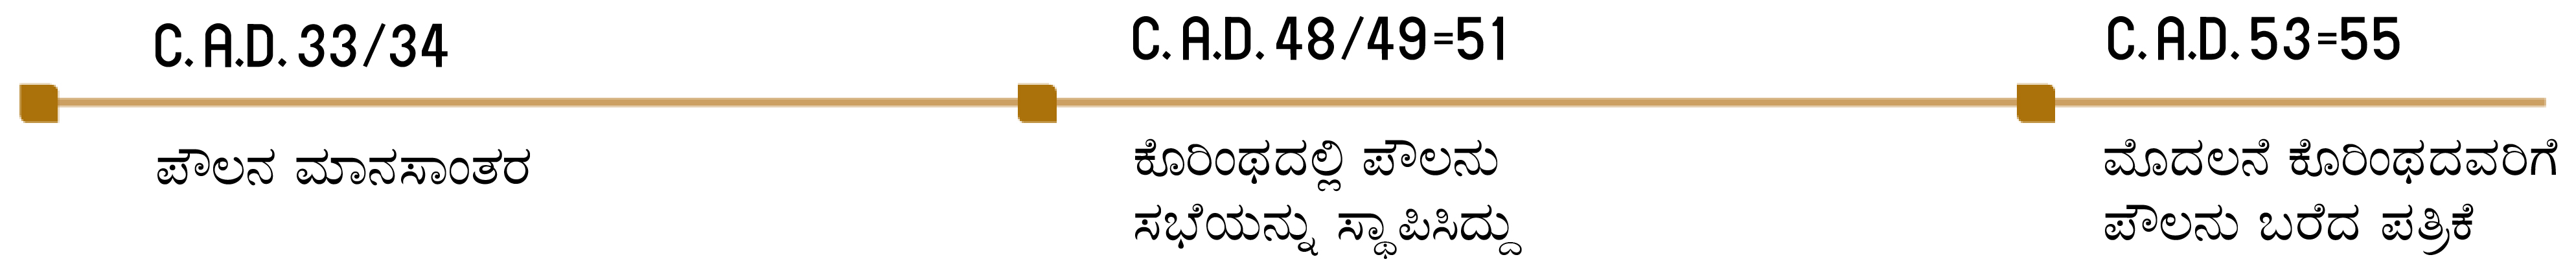 C. A.D. 33/34
ಪೌಲನ ಮಾನಸಾಂತರ
C. A.D. 48/49=51
ಕೊರಿಂಥದಲ್ಲಿ ಪೌಲನು
ಸಭೆಯನ್ನು ಸ್ಥಾಪಿಸಿದ್ದು
C. A.D. 53=55
ಮೊದಲನೆ ಕೊರಿಂಥದವರಿಗೆ
ಪೌಲನು ಬರೆದ ಪತ್ರಿಕೆ